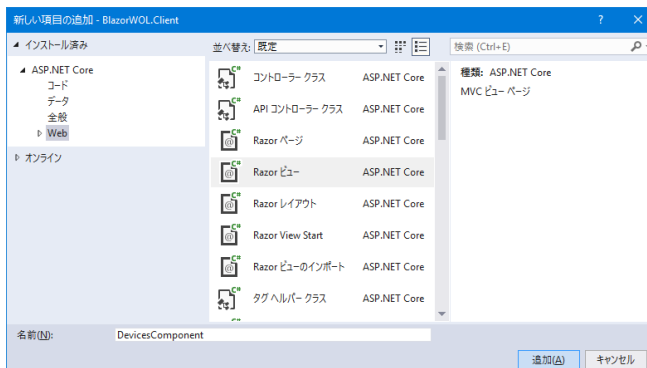 新しい項目の追加 - BlazorWOL.Client
? ×
インストール済み
並べ替え: 既定
検索 (Ctrl+E)
ASP.NET Core
コード
データ
全般
Web
オンライン
コントローラー クラス ASP.NET Core
API コントローラー クラス ASP.NET Core
Razor ページ ASP.NET Core
Razor ビュー ASP.NET Core
Razor レイアウト ASP.NET Core
Razor View Start ASP.NET Core
Razor ビューのインポート ASP.NET Core
タグ ヘルパー クラス ASP.NET Core
種類: ASP.NET Core
MVC ビュー ページ
名前(N): DevicesComponent
追加(A) キャンセル